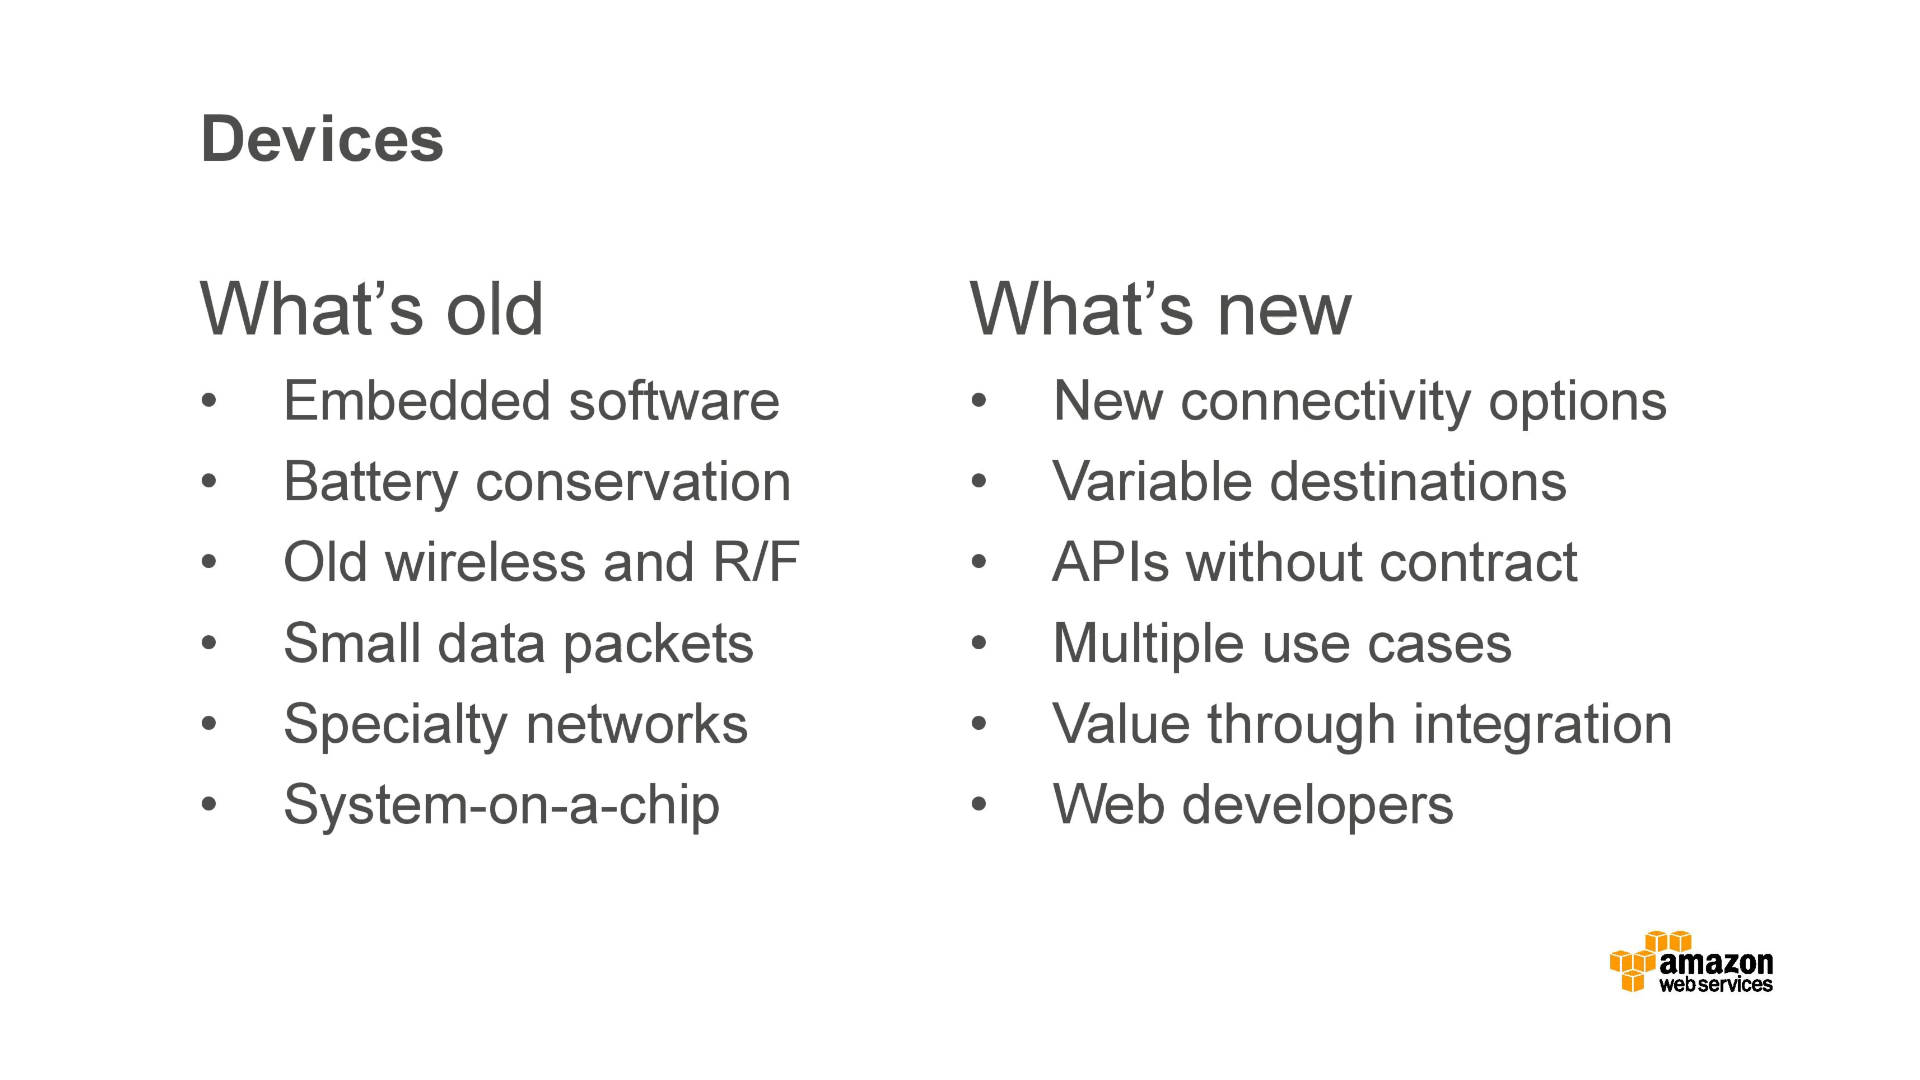 Devices
What’s old
• Embedded software
• Battery conservation
• Old wireless and R/F
• Small data packets
• Specialty networks
• System-on-a-chip
What’s new
• New connectivity options
• Variable destinations
• APIs without contract
• Multiple use cases
• Value through integration
• Web developers
amazon
webservices